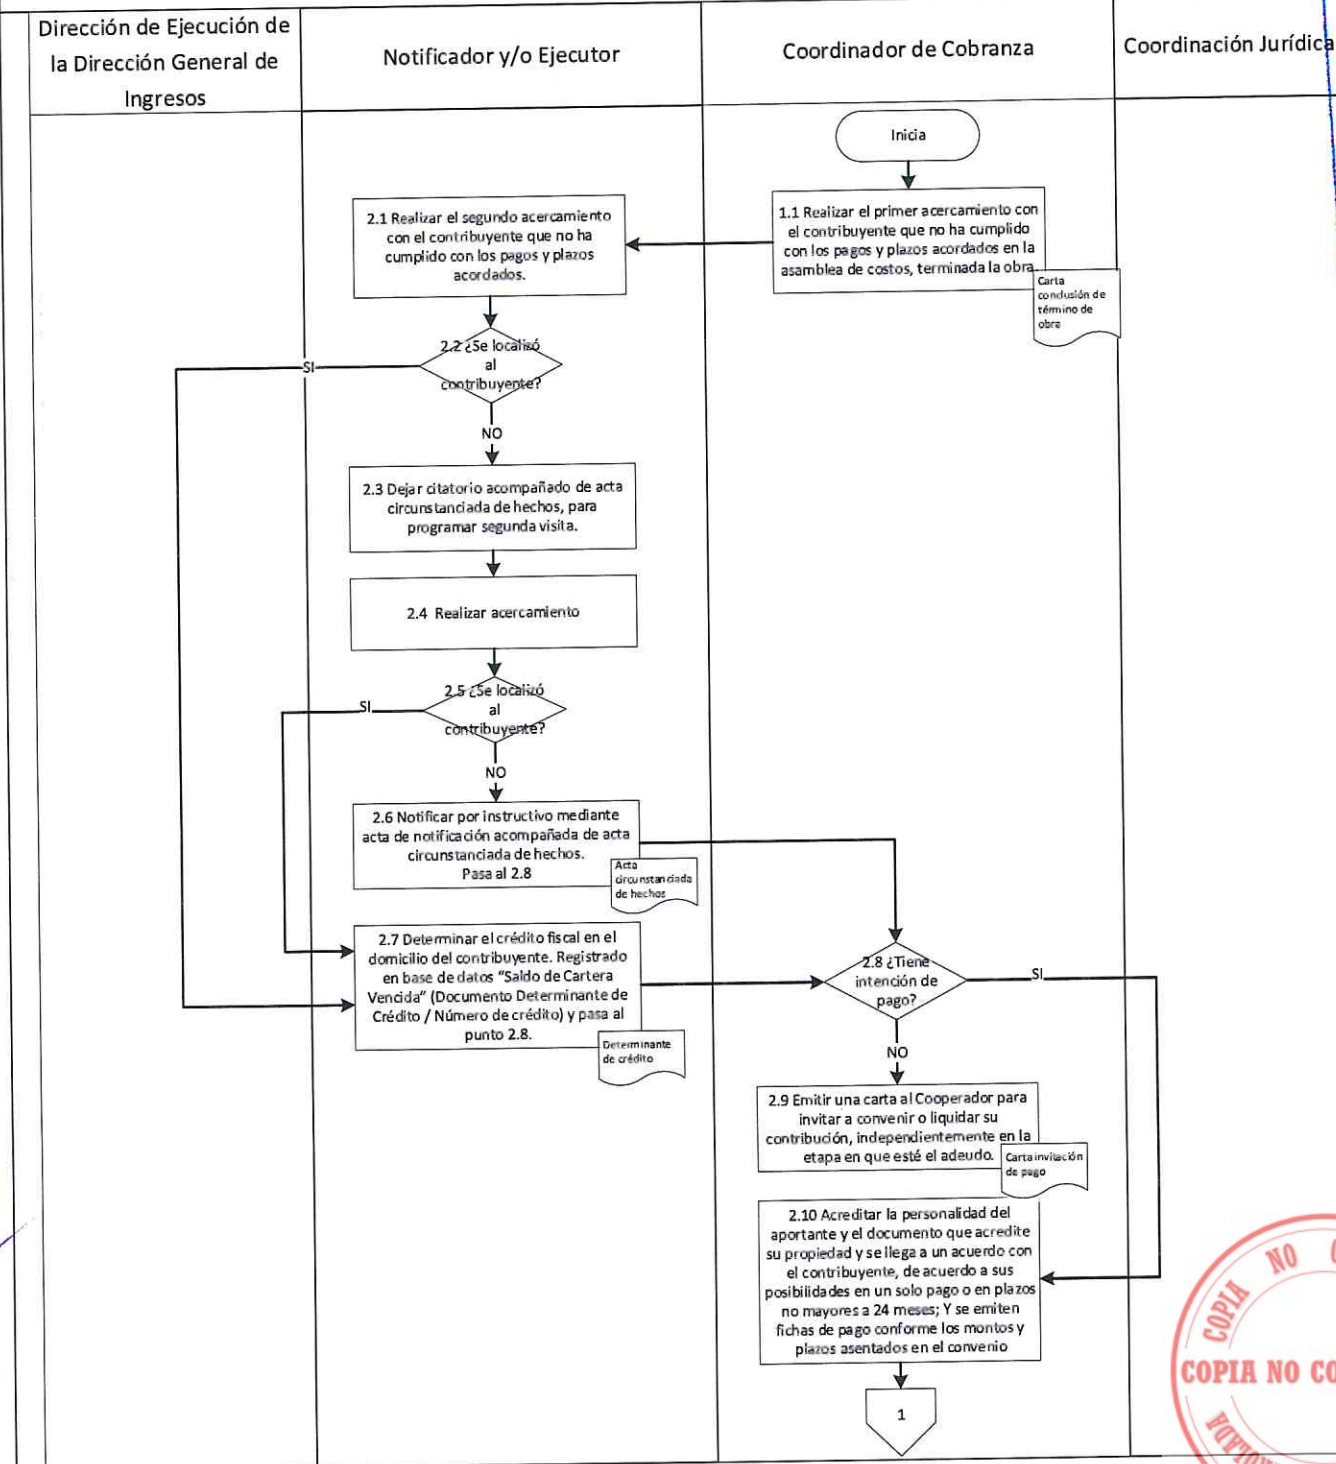 Dirección de Ejecución de
la Dirección General de
Ingresos
Notificador y/o Ejecutor
Coordinador de Cobranza
Coordinación Jurídica
Inicia
1.1 Realizar el primer acercamiento con
el contribuyente que no ha cumplido
con los pagos y plazos acordados en la
asamblea de costos, terminada la obra.
Carta
conclusión de
término de
obra
2.1 Realizar el segundo acercamiento
con el contribuyente que no ha
cumplido con los pagos y plazos
acordados.
2.2 ¿Se localizó
al
contribuyente?
SI
NO
2.3 Dejar citatorio acompañado de acta
circunstanciada de hechos, para
programar segunda visita.
2.4 Realizar acercamiento
2.5 ¿Se localizó
al
contribuyente?
SI
NO
2.6 Notificar por instructivo mediante
acta de notificación acompañada de acta
circunstanciada de hechos.
Pasa al 2.8
Acta
circunstanciada
de hechos
2.7 Determinar el crédito fiscal en el
domicilio del contribuyente. Registrado
en base de datos "Saldo de Cartera
Vencida" (Documento Determinante de
Crédito / Número de crédito) y pasa al
punto 2.8.
Determinante
de crédito
2.8 ¿Tiene
intención de
pago?
SI
NO
2.9 Emitir una carta al Cooperador para
invitar a convenir o liquidar su
contribución, independientemente en la
etapa en que esté el adeudo.
Carta invitación
de pago
2.10 Acreditar la personalidad del
aportante y el documento que acredite
su propiedad y se llega a un acuerdo con
el contribuyente, de acuerdo a sus
posibilidades en un solo pago o en plazos
no mayores a 24 meses; Y se emiten
fichas de pago conforme los montos y
plazos asentados en el convenio
1
COPIA NO
COPIA NO CO